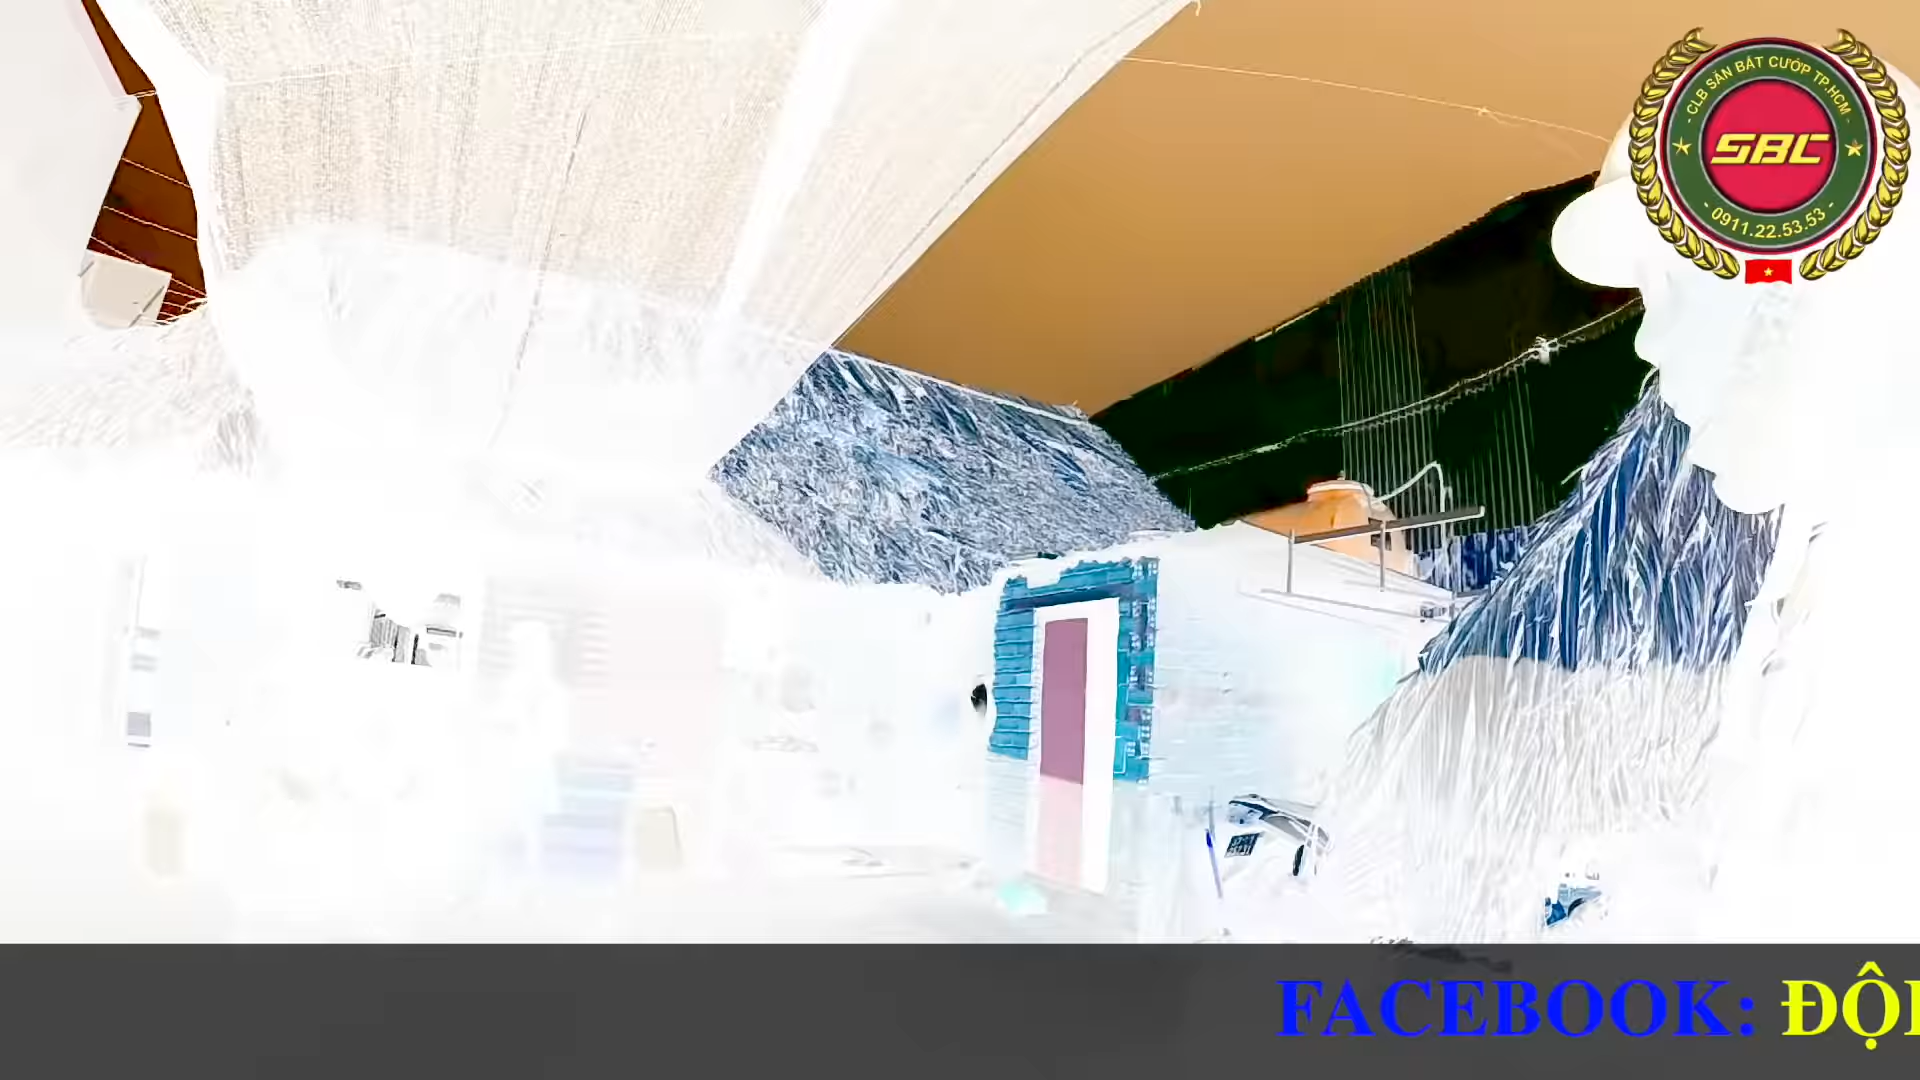 - CLB SĂN BẮT CƯỚP TP.HCM -
SBC
- 0911.22.53.53 -
FACEBOOK: ĐỘI